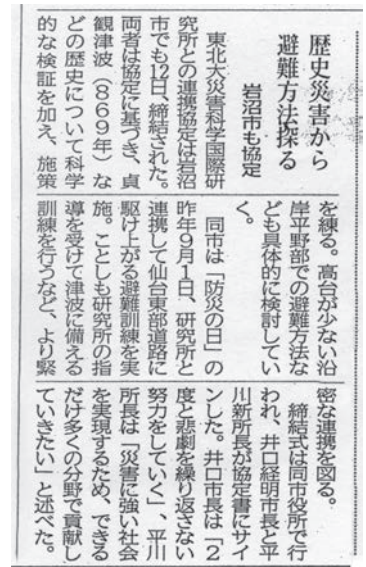 歴史災害から
避難方法探る
岩沼市も協定
東北大災害科学国際研
究所との連携協定は岩沼
市でも12日、締結された。
両者は協定に基づき、貞
観津波（869年）な
どの歴史について科学
的な検証を加え、施策
を練る。高台が少ない沿
岸平野部での避難方法な
ども具体的に検討してい
く。
同市は「防災の日」の
昨年9月1日、研究所と
連携して仙台東部道路に
駆け上がる避難訓練を実
施。ことしも研究所の指
導を受けて津波に備える
訓練を行うなど、より緊
密な連携を図る。
締結式は同市役所で行
われ、井口経明市長と平
川新所長が協定書にサイ
ンした。井口市長は「2
度と悲劇を繰り返さない
努力をしていく」、平川
所長は「災害に強い社会
を実現するため、できる
だけ多くの分野で貢献し
ていきたい」と述べた。